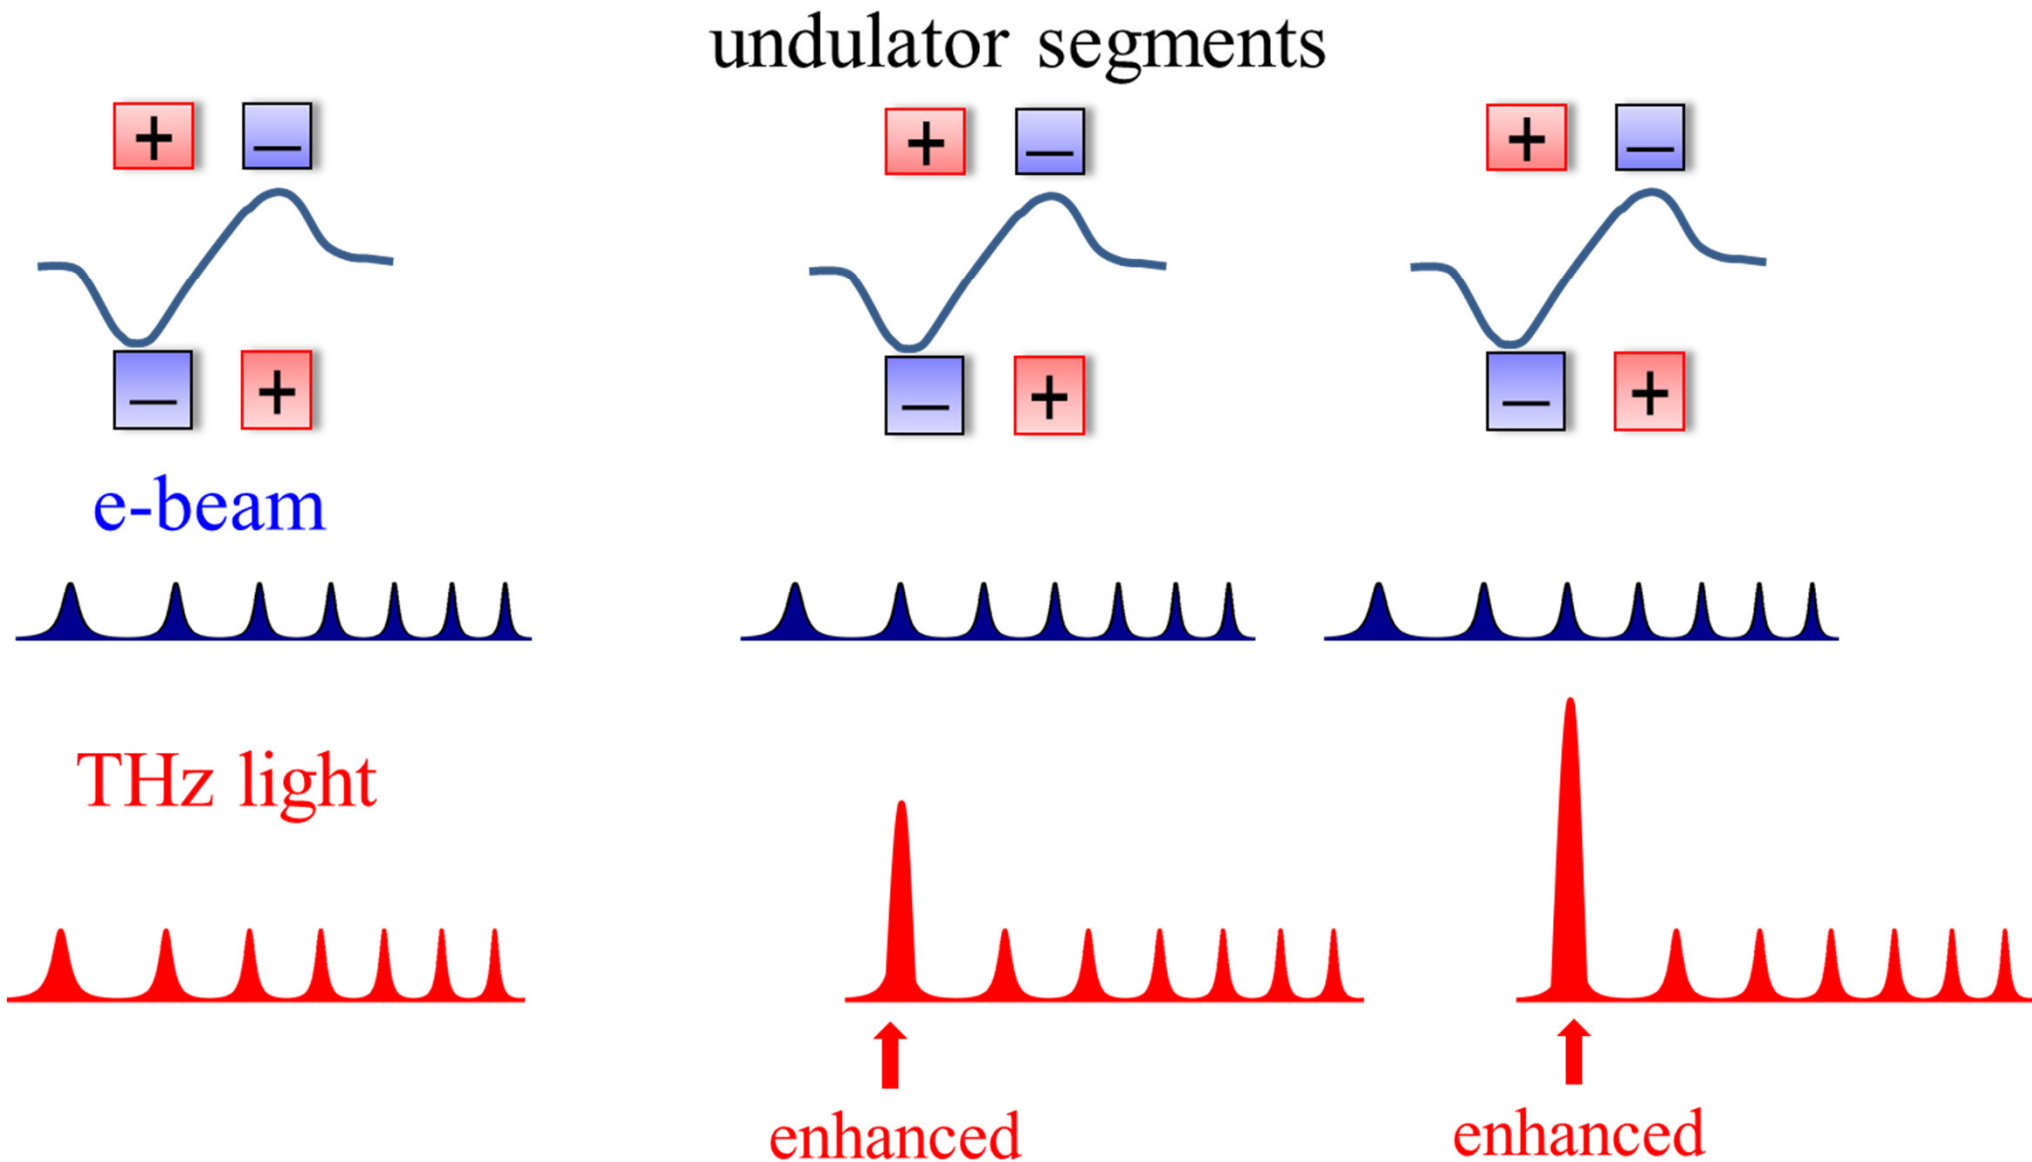 undulator segments
+ − + − + −
− + − + − +
e-beam
THz light
enhanced enhanced